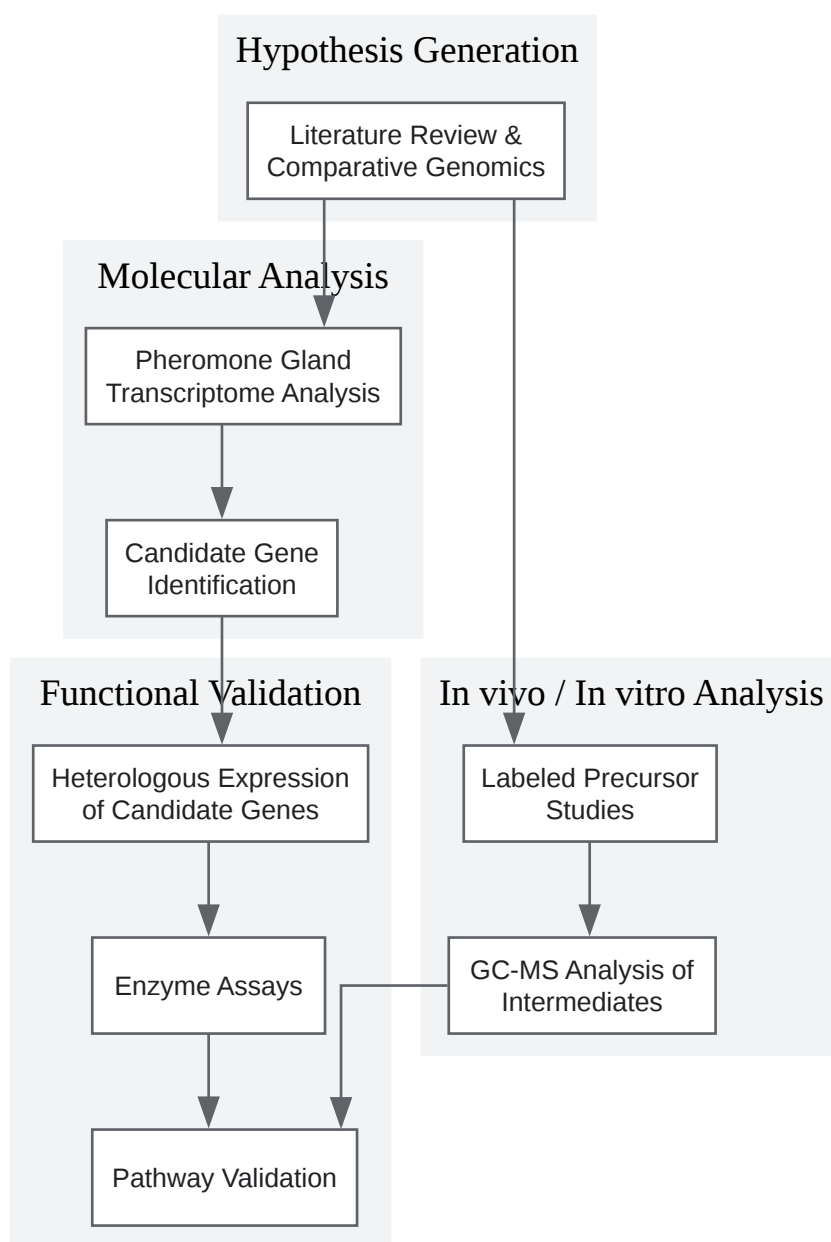 Hypothesis Generation
Literature Review &
Comparative Genomics
Molecular Analysis
Pheromone Gland
Transcriptome Analysis
Candidate Gene
Identification
Functional Validation
Heterologous Expression
of Candidate Genes
Enzyme Assays
Pathway Validation
In vivo / In vitro Analysis
Labeled Precursor
Studies
GC-MS Analysis of
Intermediates